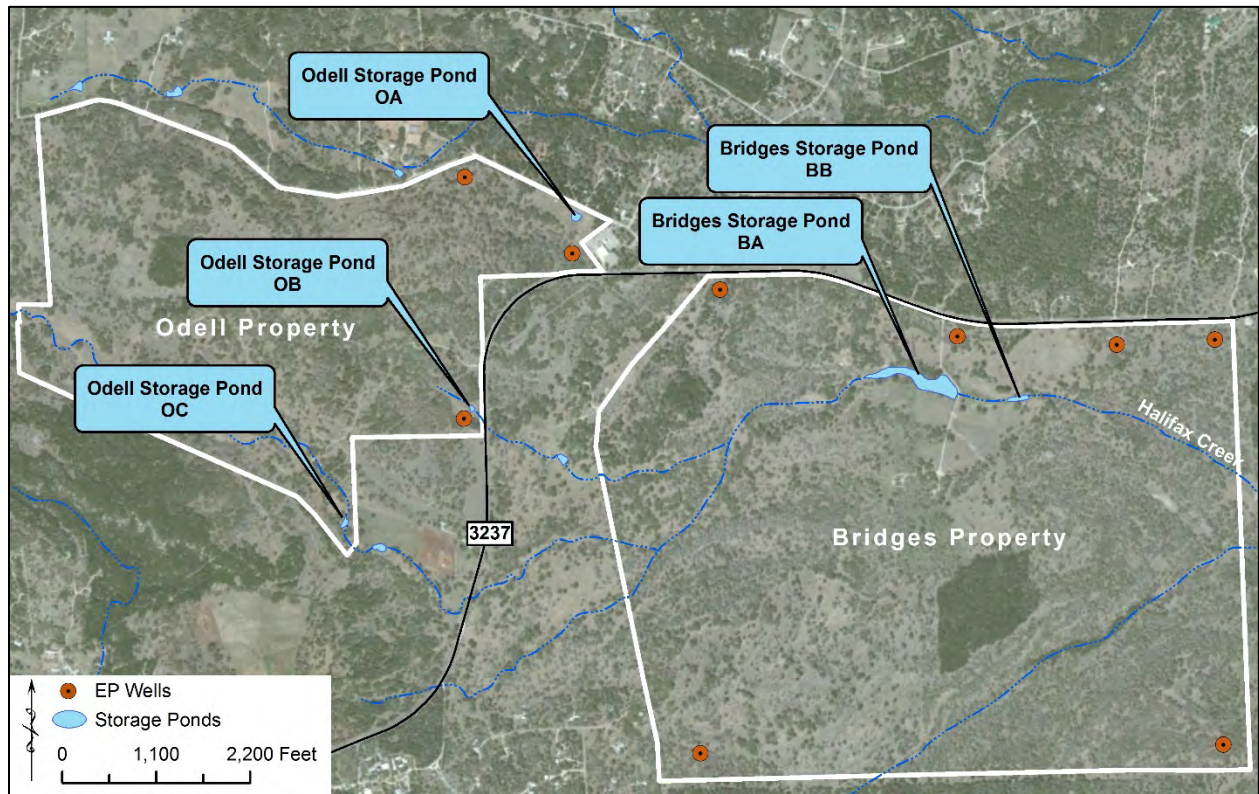 Odell Storage Pond
OA
Bridges Storage Pond
BB
Bridges Storage Pond
BA
Odell Storage Pond
OB
Odell Property
Odell Storage Pond
OC
Halifax Creek
3237
Bridges Property
EP Wells
Storage Ponds
0 1,100 2,200 Feet